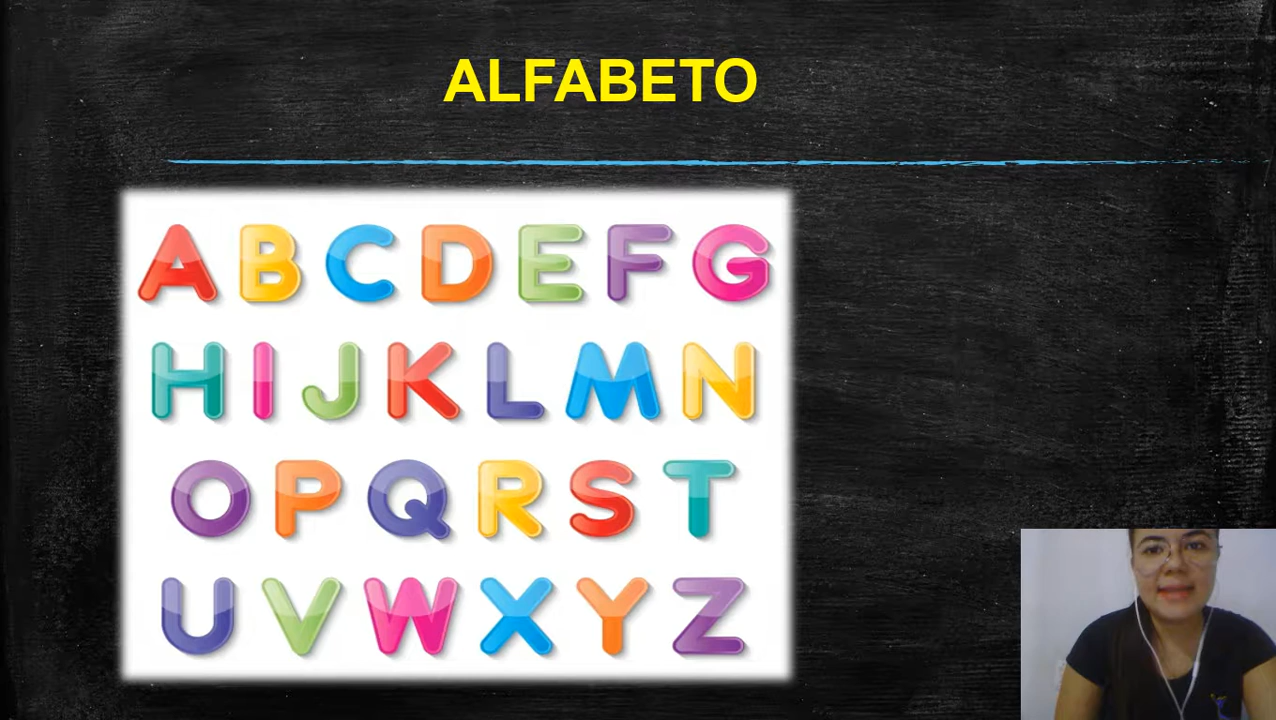 ALFABETO
A B C D E F G
H I J K L M N
O P Q R S T
U V W X Y Z